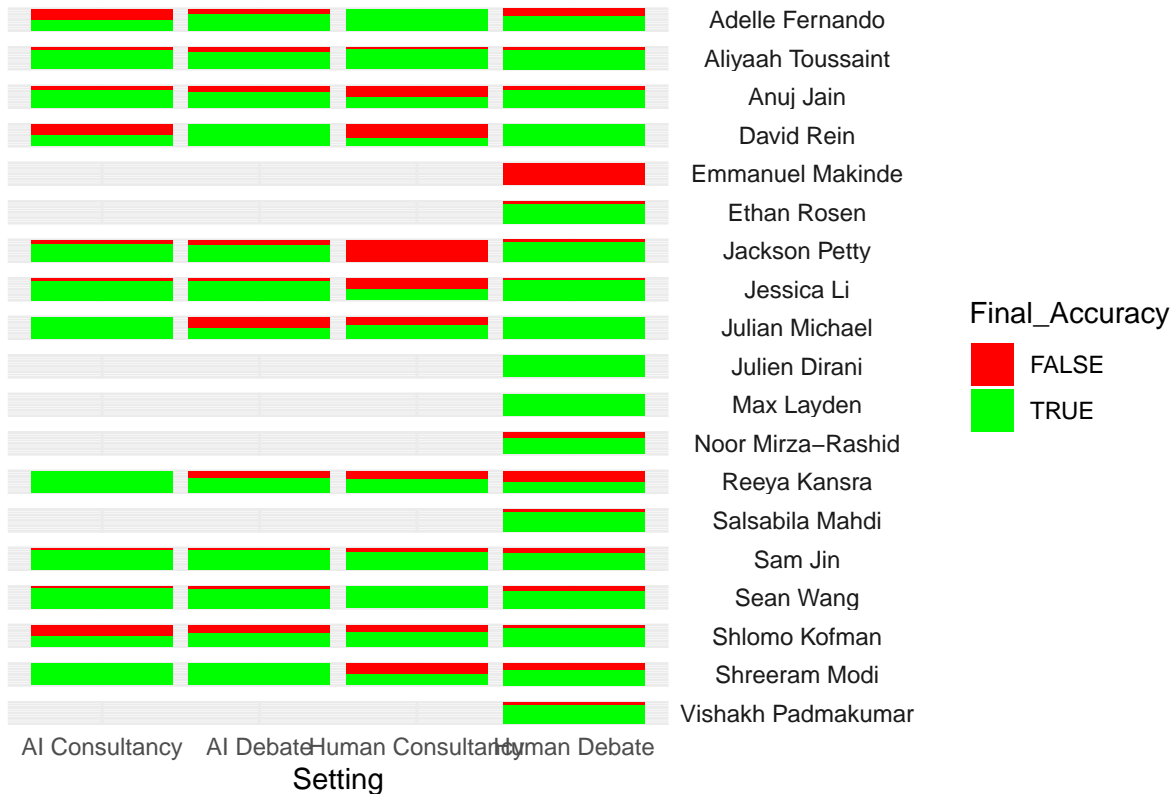 Adelle Fernando
Aliyaah Toussaint
Anuj Jain
David Rein
Emmanuel Makinde
Ethan Rosen
Jackson Petty
Jessica Li
Julian Michael
Julien Dirani
Max Layden
Noor Mirza−Rashid
Reeya Kansra
Salsabila Mahdi
Sam Jin
Sean Wang
Shlomo Kofman
Shreeram Modi
Vishakh Padmakumar
AI Consultancy AI Debate Human Consultancy Human Debate
Setting
Final_Accuracy
FALSE
TRUE